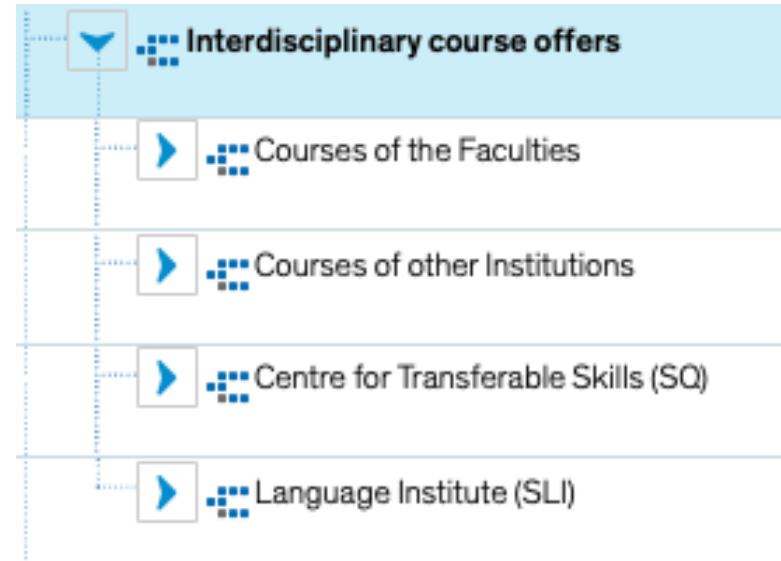 Interdisciplinary course offers
Courses of the Faculties
Courses of other Institutions
Centre for Transferable Skills (SQ)
Language Institute (SLI)